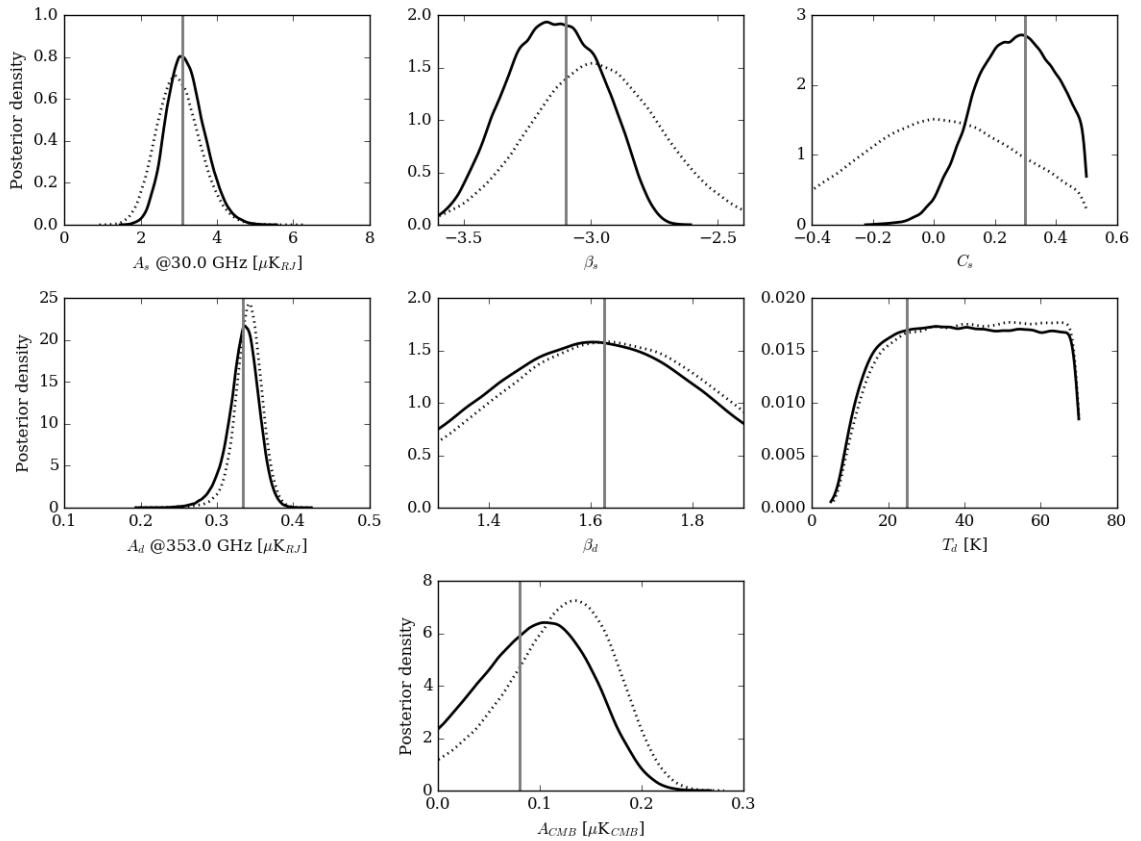 Posterior density
1.0
0.8
0.6
0.4
0.2
0.0
0 2 4 6 8
A_s @30.0 GHz [μK_RJ]
2.0
1.5
1.0
0.5
0.0
−3.5 −3.0 −2.5
β_s
3
2
1
0
−0.4 −0.2 0.0 0.2 0.4 0.6
C_s
Posterior density
25
20
15
10
5
0
0.1 0.2 0.3 0.4 0.5
A_d @353.0 GHz [μK_RJ]
2.0
1.5
1.0
0.5
0.0
1.4 1.6 1.8
β_d
0.020
0.015
0.010
0.005
0.000
0 20 40 60 80
T_d [K]
Posterior density
8
6
4
2
0
0.0 0.1 0.2 0.3
A_CMB [μK_CMB]